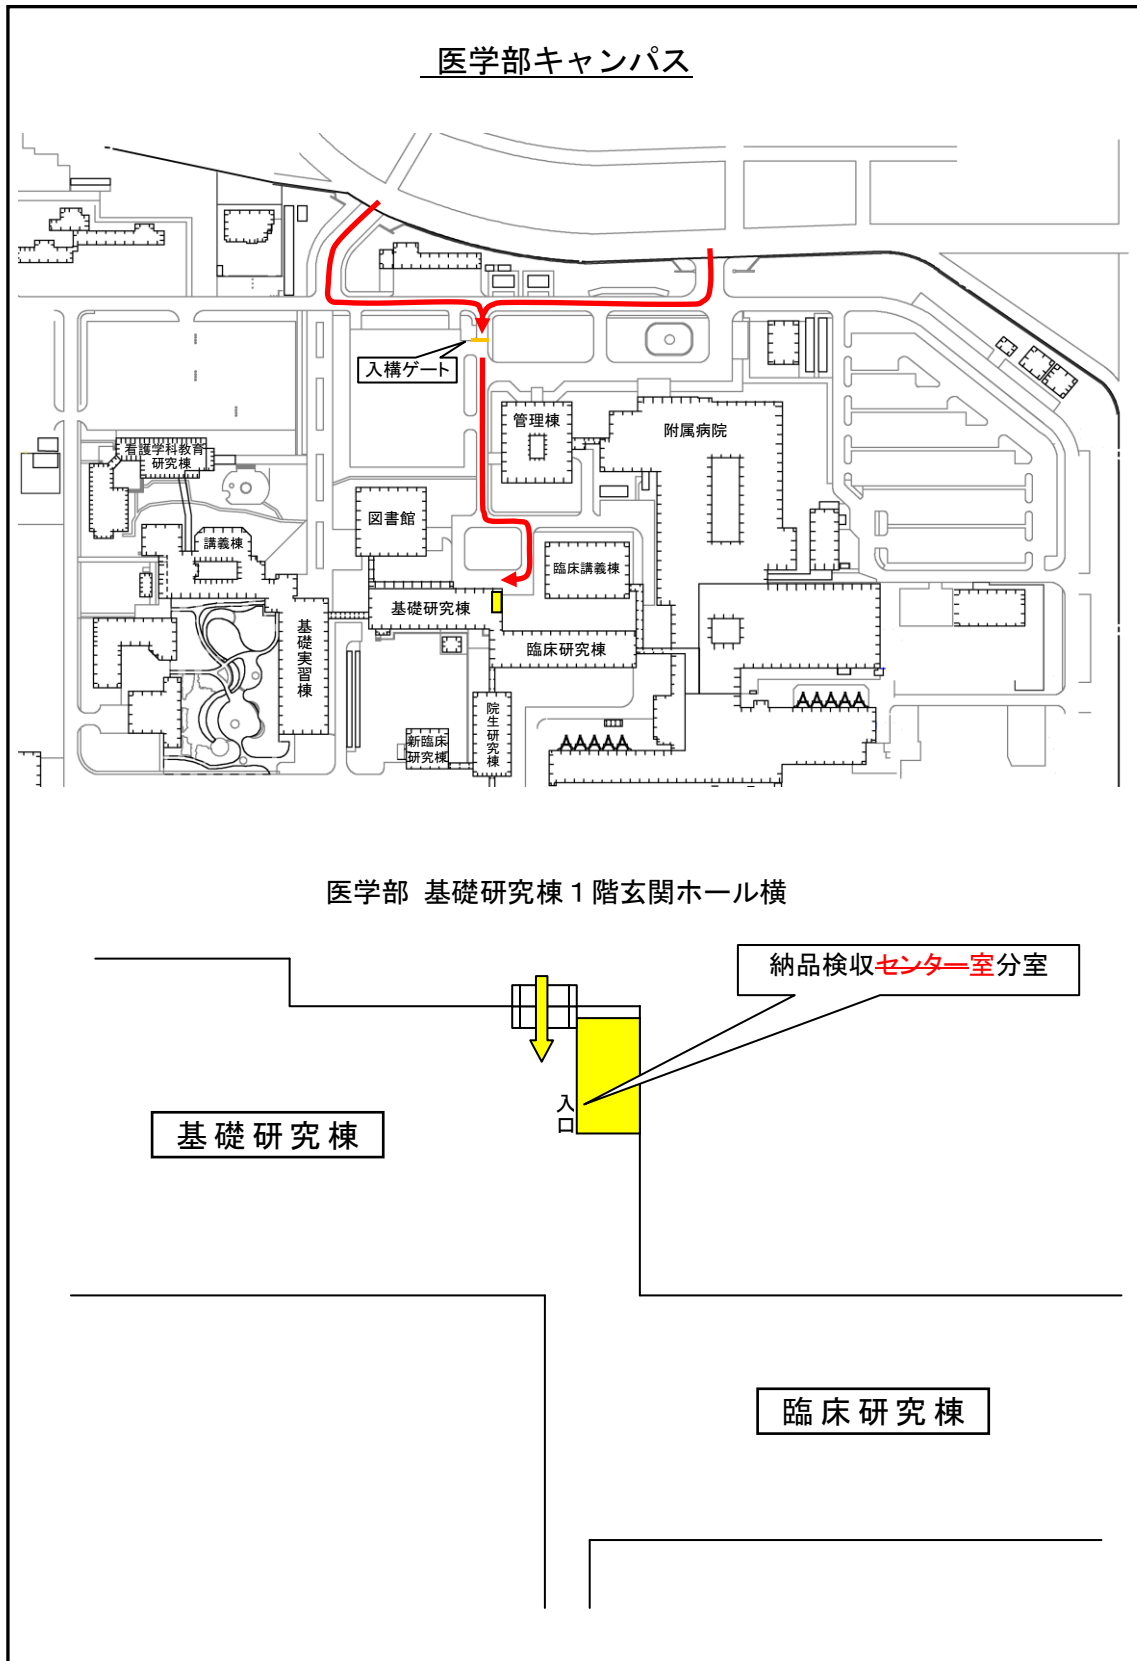 医学部キャンパス
入構ゲート
管理棟
附属病院
看護学科教育
研究棟
図書館
講義棟
臨床講義棟
基礎研究棟
基礎実習棟
臨床研究棟
院生研究棟
新臨床
研究棟
医学部 基礎研究棟1階玄関ホール横
納品検収センター室分室
入口
基礎研究棟
臨床研究棟